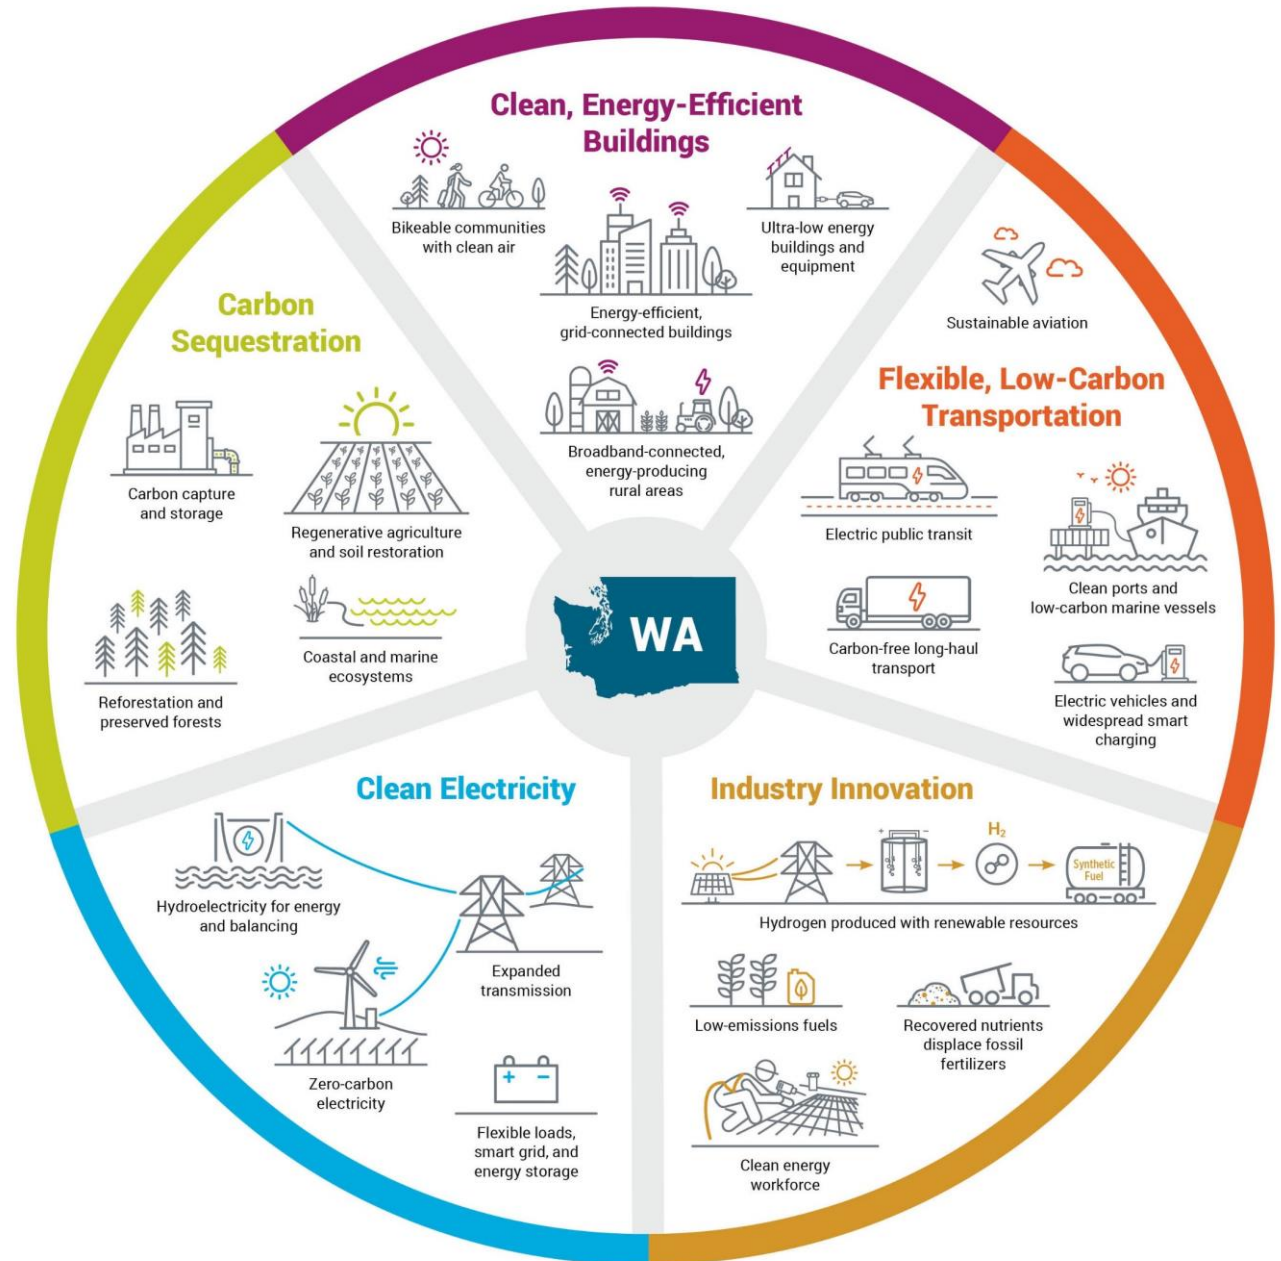 Clean, Energy-Efficient
Buildings
Bikeable communities
with clean air
Energy-efficient,
grid-connected buildings
Ultra-low energy
buildings and
equipment
Broadband-connected,
energy-producing
rural areas
Sustainable aviation
Flexible, Low-Carbon
Transportation
Electric public transit
Clean ports and
low-carbon marine vessels
Carbon-free long-haul
transport
Electric vehicles and
widespread smart
charging
Carbon
Sequestration
Carbon capture
and storage
Regenerative agriculture
and soil restoration
Reforestation and
preserved forests
Coastal and marine
ecosystems
WA
Clean Electricity
Hydroelectricity for energy
and balancing
Expanded
transmission
Zero-carbon
electricity
+ −
Flexible loads,
smart grid, and
energy storage
Industry Innovation
+ −
H₂
Synthetic
Fuel
Hydrogen produced with renewable resources
Low-emissions fuels
Recovered nutrients
displace fossil
fertilizers
Clean energy
workforce